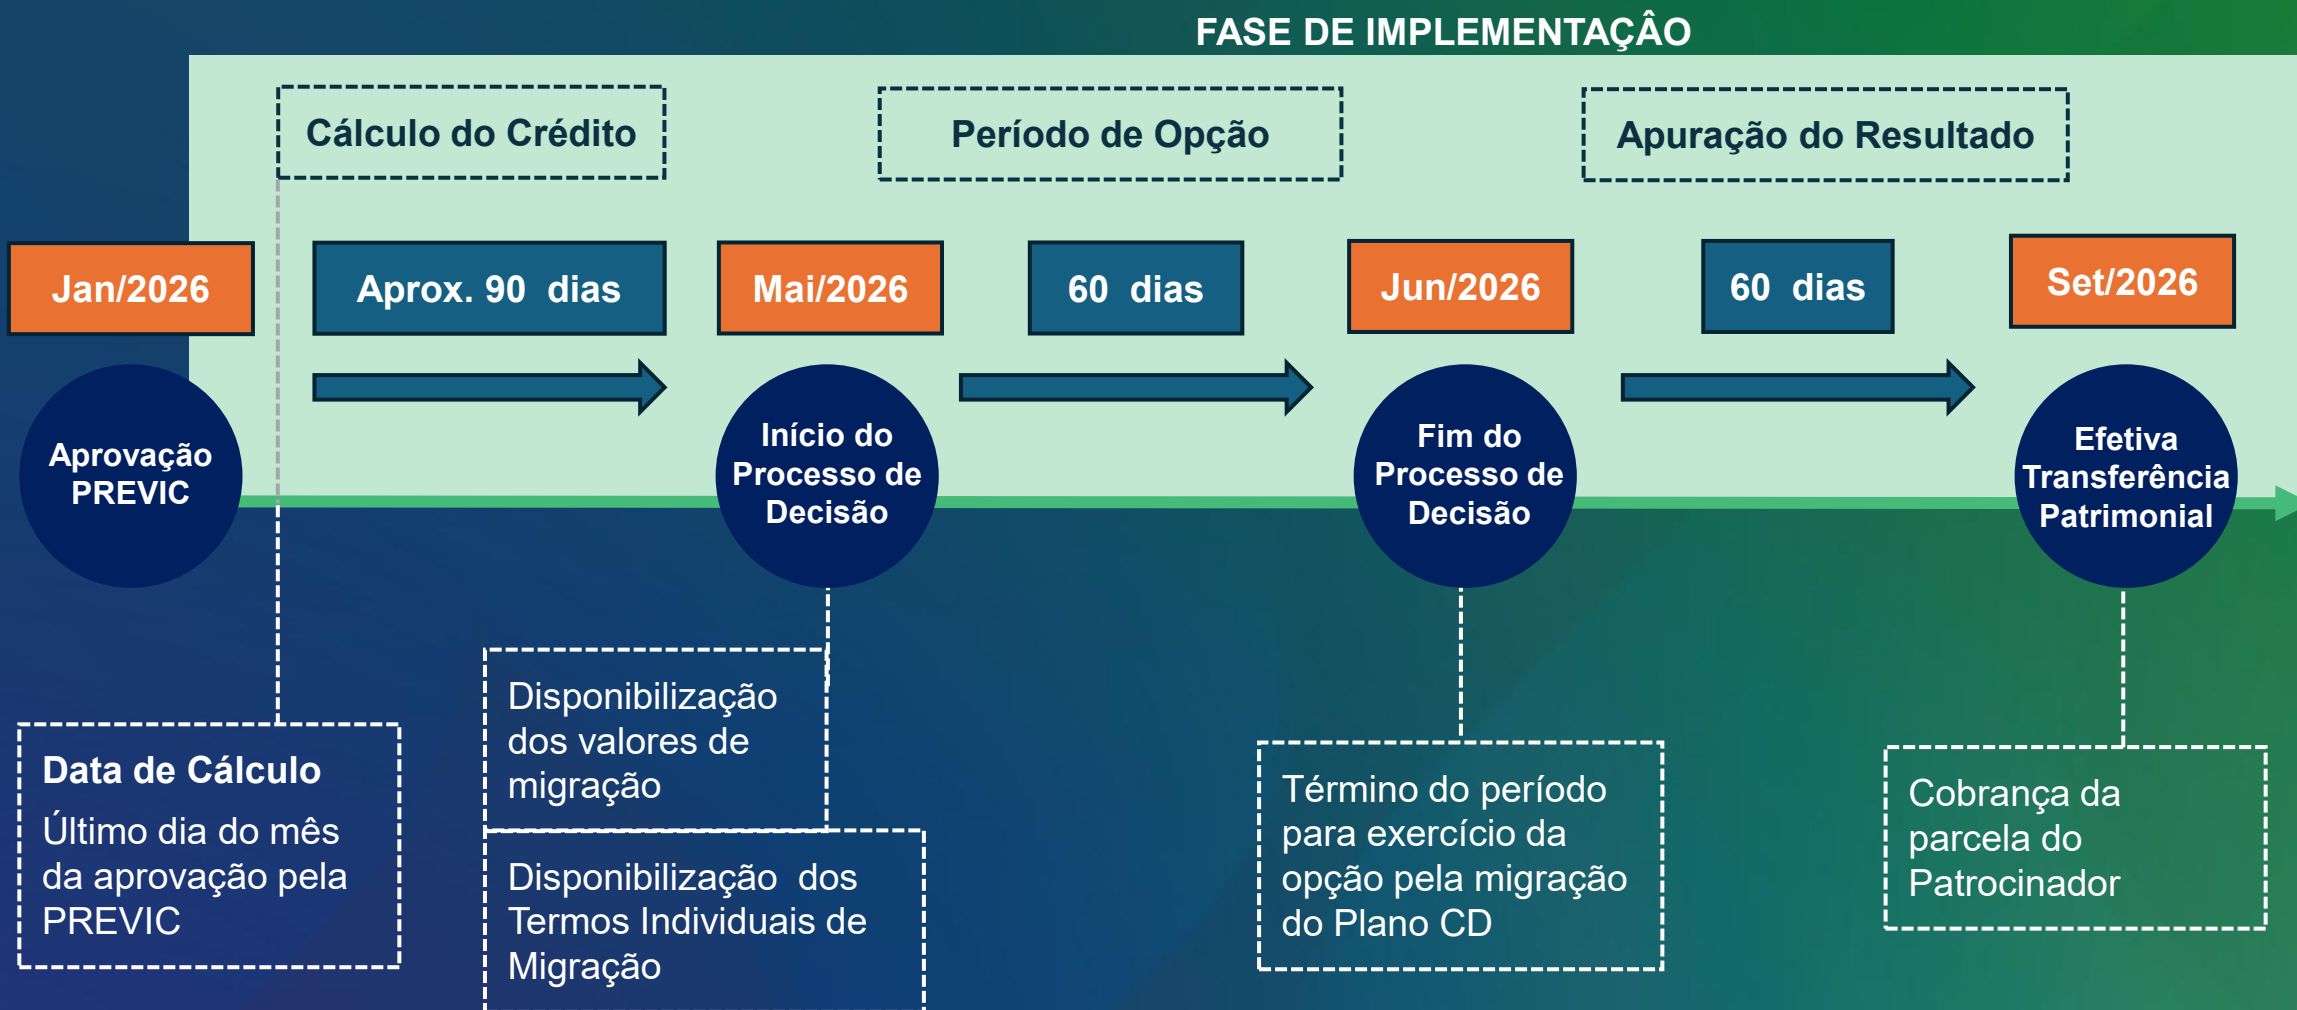 FASE DE IMPLEMENTAÇÂO
Cálculo do Crédito
Período de Opção
Apuração do Resultado
Jan/2026
Aprox. 90  dias
Mai/2026
60  dias
Jun/2026
60  dias
Set/2026
Aprovação
PREVIC
Início do
Processo de
Decisão
Fim do
Processo de
Decisão
Efetiva
Transferência
Patrimonial
Data de Cálculo
Último dia do mês
da aprovação pela
PREVIC
Disponibilização
dos valores de
migração
Disponibilização  dos
Termos Individuais de
Migração
Término do período
para exercício da
opção pela migração
do Plano CD
Cobrança da
parcela do
Patrocinador